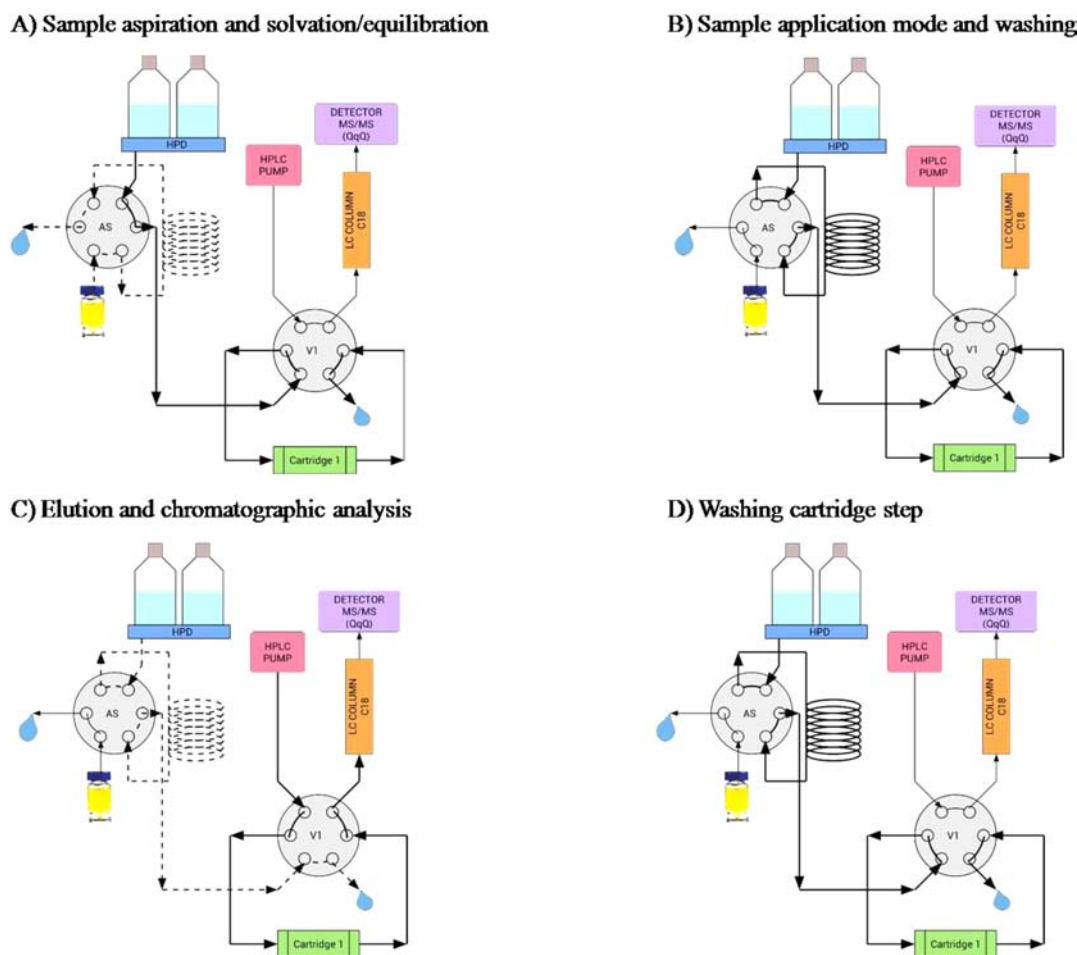 A) Sample aspiration and solvation/equilibration
HPD
DETECTOR
MS/MS
(QqQ)
HPLC
PUMP
LC COLUMN
C18
AS
V1
Cartridge 1
B) Sample application mode and washing
HPD
DETECTOR
MS/MS
(QqQ)
HPLC
PUMP
LC COLUMN
C18
AS
V1
Cartridge 1
C) Elution and chromatographic analysis
HPD
DETECTOR
MS/MS
(QqQ)
HPLC
PUMP
LC COLUMN
C18
AS
V1
Cartridge 1
D) Washing cartridge step
HPD
DETECTOR
MS/MS
(QqQ)
HPLC
PUMP
LC COLUMN
C18
AS
V1
Cartridge 1